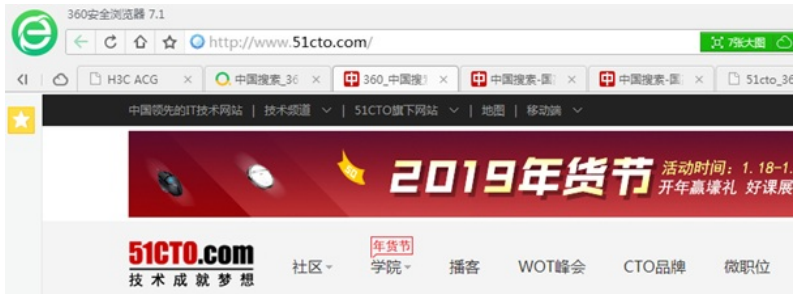 360安全浏览器 7.1
http://www.51cto.com/
7张大图
H3C ACG
中国搜索_36
360_中国搜
中国搜索-国
中国搜索-国
51cto_36
中国领先的IT技术网站 | 技术频道 | 51CTO旗下网站 | 地图 | 移动端
2019年货节
活动时间：1.18-1.
开年赢壕礼 好课展
51CTO.com
技术成就梦想
年货节
社区 学院 播客 WOT峰会 CTO品牌 微职位